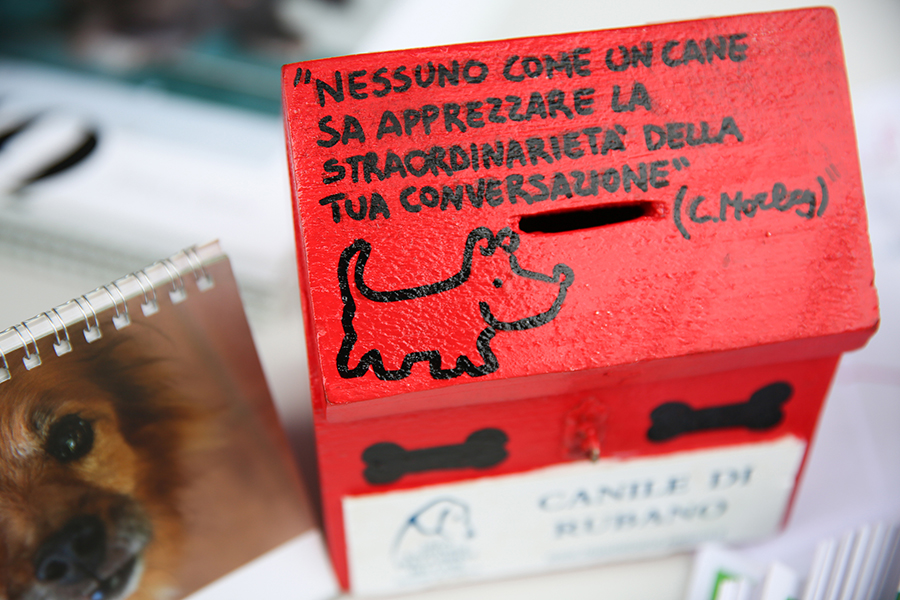 "NESSUNO COME UN CANE
SA APPREZZARE LA
STRAORDINARIETA' DELLA
TUA CONVERSAZIONE"
(C. Morley)"
CANILE DI
RUBANO